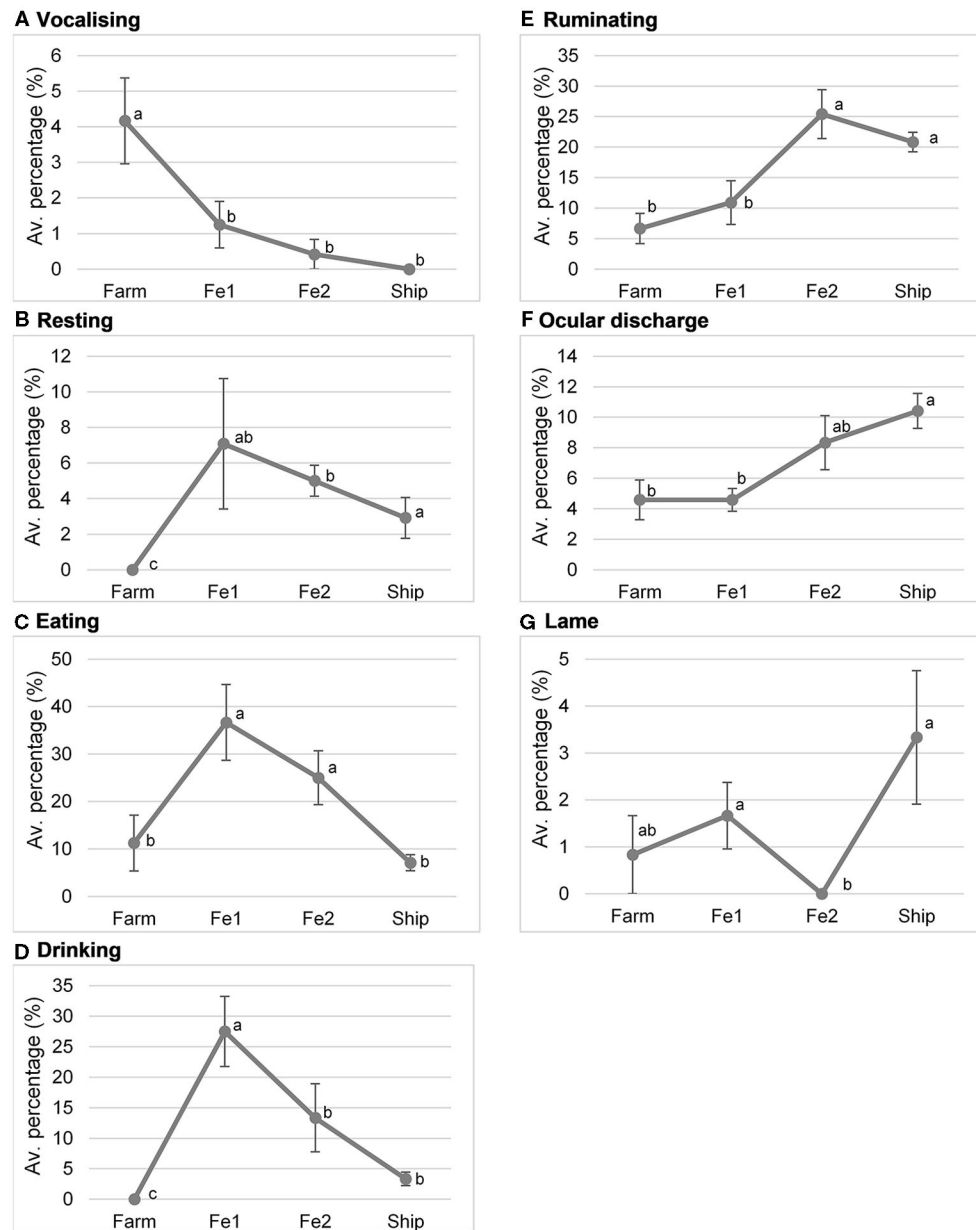 A Vocalising
Av. percentage (%)
6
5
4
3
2
1
0
a
b
b
b
Farm Fe1 Fe2 Ship
B Resting
Av. percentage (%)
12
10
8
6
4
2
0
c
ab
b
a
Farm Fe1 Fe2 Ship
C Eating
Av. percentage (%)
50
40
30
20
10
0
b
a
a
b
Farm Fe1 Fe2 Ship
D Drinking
Av. percentage (%)
35
30
25
20
15
10
5
0
c
a
b
b
Farm Fe1 Fe2 Ship
E Ruminating
Av. percentage (%)
35
30
25
20
15
10
5
0
b
b
a
a
Farm Fe1 Fe2 Ship
F Ocular discharge
Av. percentage (%)
14
12
10
8
6
4
2
0
b
b
ab
a
Farm Fe1 Fe2 Ship
G Lame
Av. percentage (%)
5
4
3
2
1
0
ab
a
b
a
Farm Fe1 Fe2 Ship